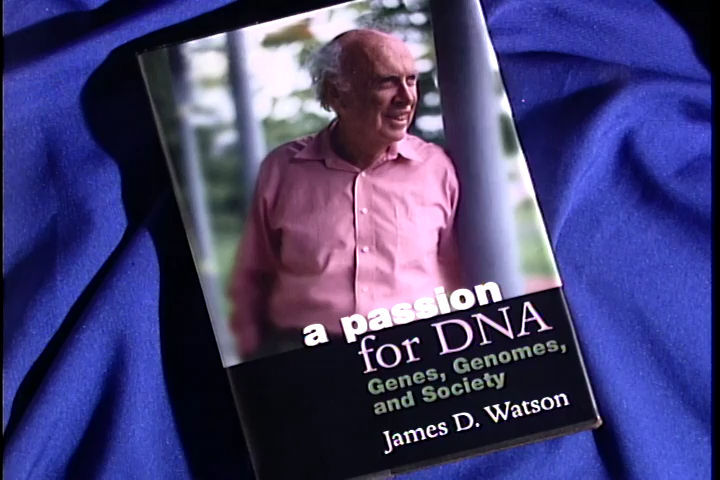 a passion
for DNA
Genes, Genomes,
and Society
James D. Watson